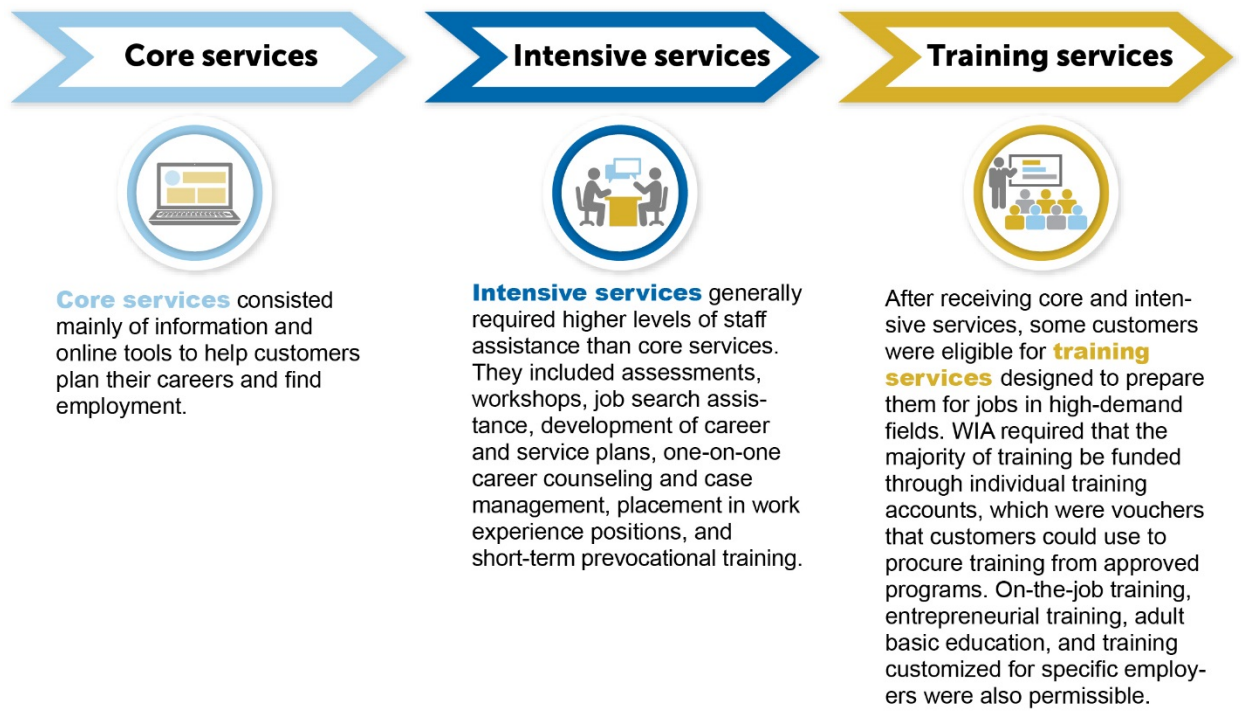 Core services
Intensive services
Training services
Core services consisted
mainly of information and
online tools to help customers
plan their careers and find
employment.
Intensive services generally
required higher levels of staff
assistance than core services.
They included assessments,
workshops, job search assis-
tance, development of career
and service plans, one-on-one
career counseling and case
management, placement in work
experience positions, and
short-term prevocational training.
After receiving core and inten-
sive services, some customers
were eligible for training
services designed to prepare
them for jobs in high-demand
fields. WIA required that the
majority of training be funded
through individual training
accounts, which were vouchers
that customers could use to
procure training from approved
programs. On-the-job training,
entrepreneurial training, adult
basic education, and training
customized for specific employ-
ers were also permissible.